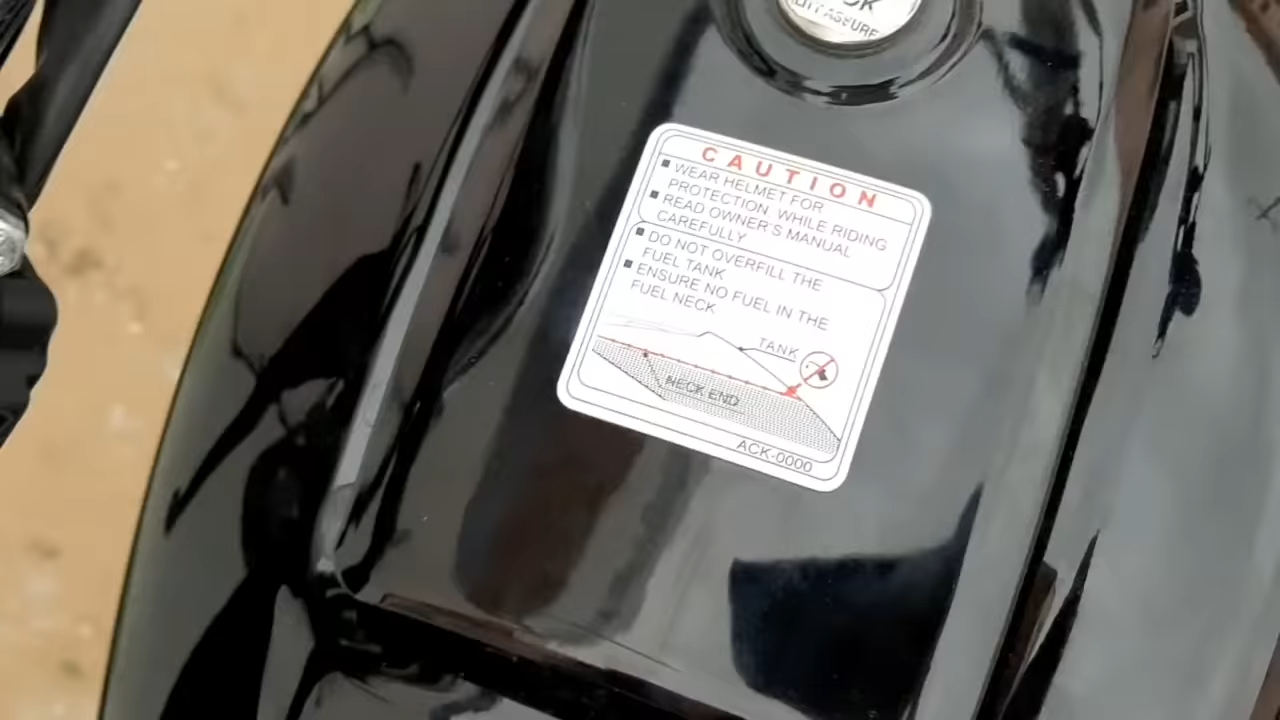 CAUTION
WEAR HELMET FOR
PROTECTION WHILE RIDING
READ OWNER'S MANUAL
CAREFULLY
DO NOT OVERFILL THE
FUEL TANK
ENSURE NO FUEL IN THE
FUEL NECK
TANK
NECK END
ACK-0000